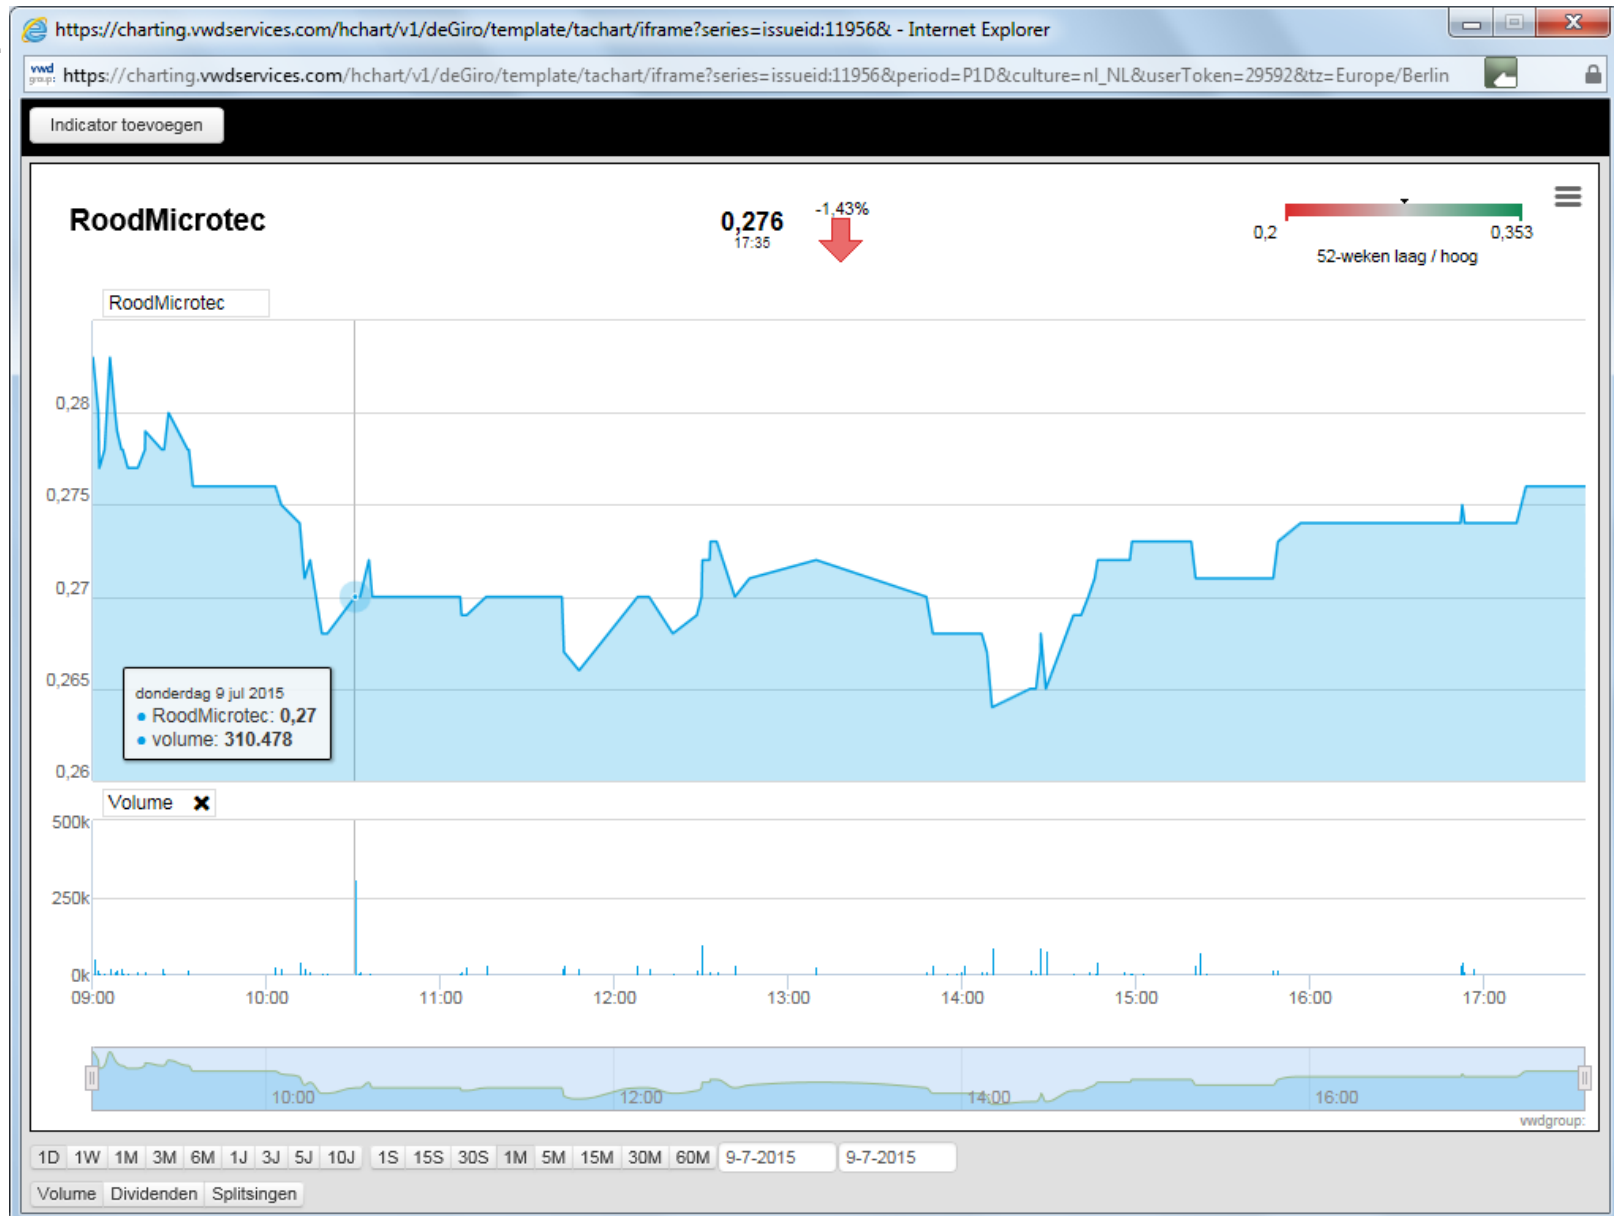 https://charting.vwdservices.com/hchart/v1/deGiro/template/tachart/iframe?series=issueid:11956& - Internet Explorer
vwd group: https://charting.vwdservices.com/hchart/v1/deGiro/template/tachart/iframe?series=issueid:11956&period=P1D&culture=nl_NL&userToken=29592&tz=Europe/Berlin
Indicator toevoegen
RoodMicrotec
0,276
17:35
-1,43%
0,2
0,353
52-weken laag / hoog
RoodMicrotec
0,28
0,275
0,27
0,265
0,26
donderdag 9 jul 2015
RoodMicrotec: 0,27
volume: 310.478
Volume
500k
250k
0k
09:00 10:00 11:00 12:00 13:00 14:00 15:00 16:00 17:00
10:00 12:00 14:00 16:00
vwdgroup:
1D 1W 1M 3M 6M 1J 3J 5J 10J 1S 15S 30S 1M 5M 15M 30M 60M 9-7-2015 9-7-2015
Volume Dividenden Splitsingen